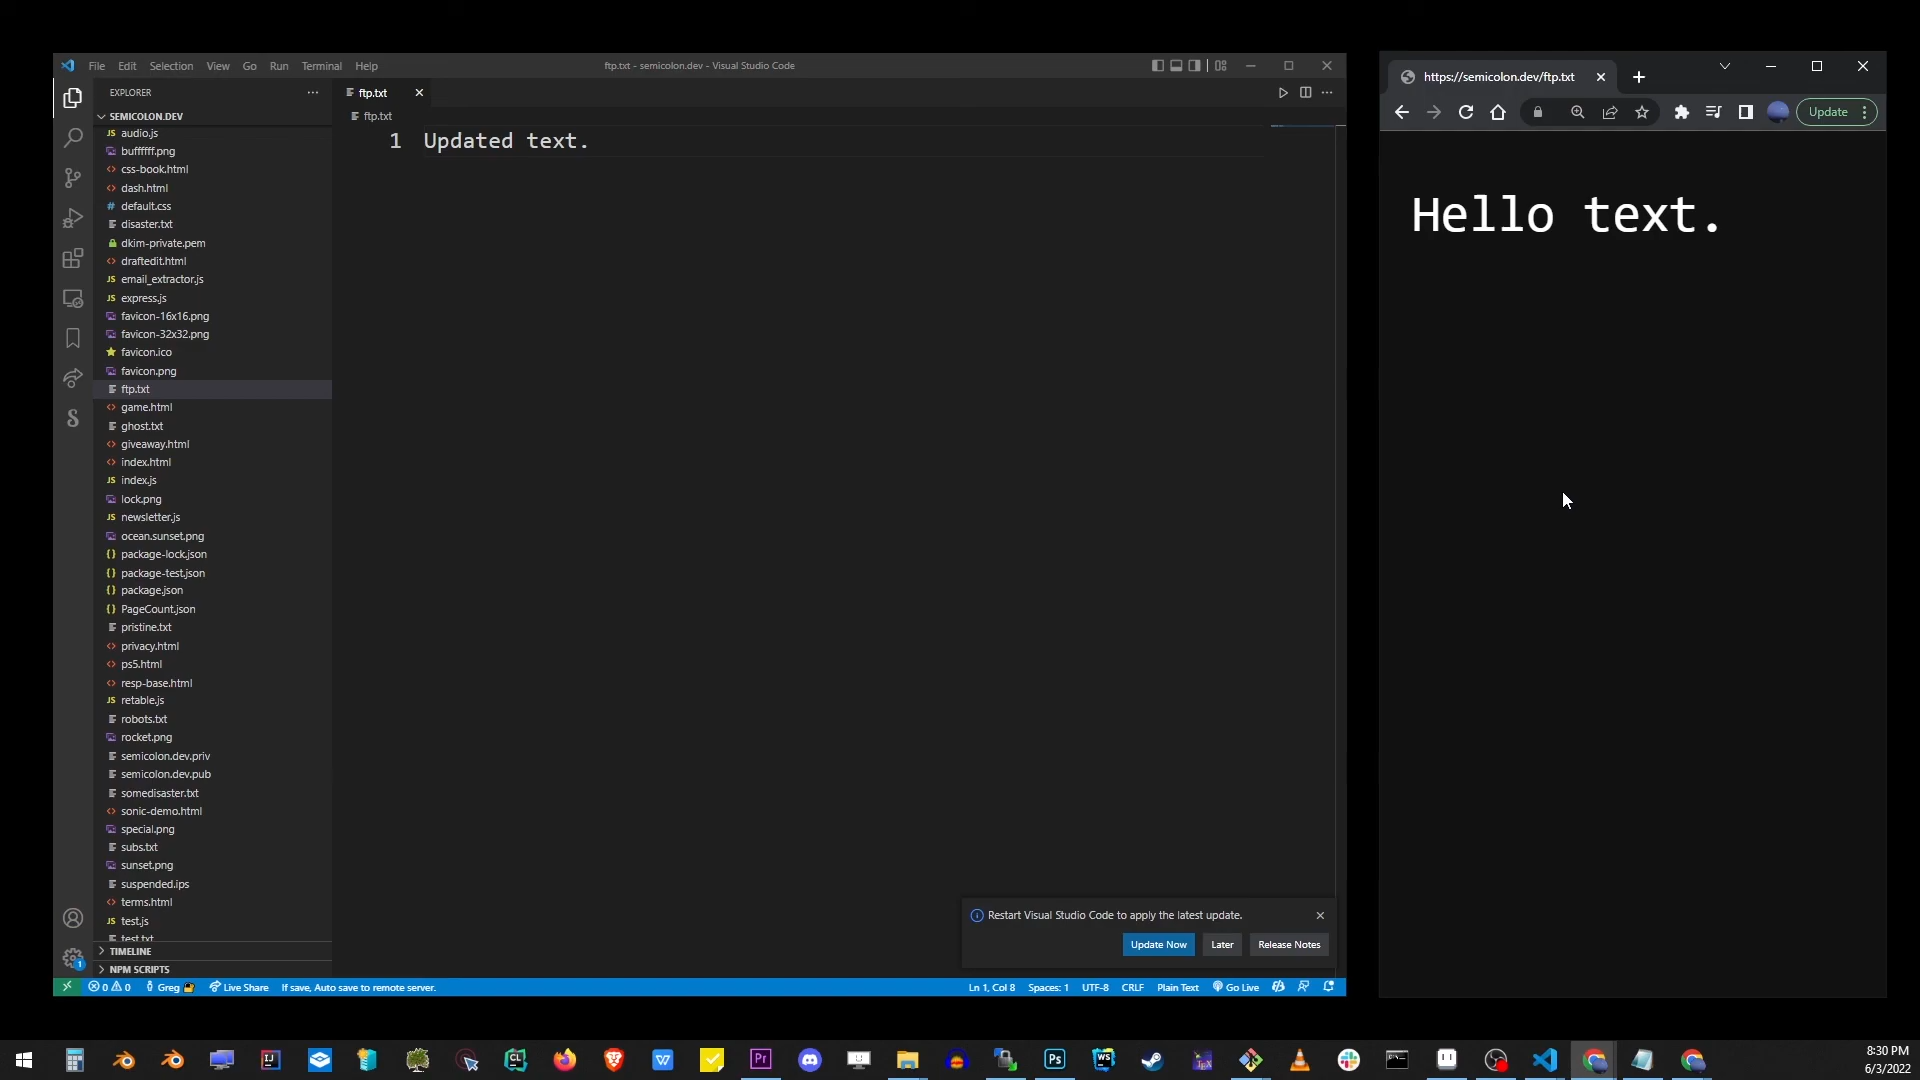 File Edit Selection View Go Run Terminal Help
ftp.txt - semicolon.dev - Visual Studio Code
EXPLORER
SEMICOLON.DEV
audio.js
buffffff.png
css-book.html
dash.html
default.css
disaster.txt
dkim-private.pem
draftedit.html
email_extractor.js
express.js
favicon-16x16.png
favicon-32x32.png
favicon.ico
favicon.png
ftp.txt
game.html
ghost.txt
giveaway.html
index.html
index.js
lock.png
newsletter.js
ocean.sunset.png
package-lock.json
package-test.json
package.json
PageCount.json
pristine.txt
privacy.html
ps5.html
resp-base.html
retable.js
robots.txt
rocket.png
semicolon.dev.priv
semicolon.dev.pub
somedisaster.txt
sonic-demo.html
special.png
subs.txt
sunset.png
suspended.ips
terms.html
test.js
test.txt
TIMELINE
NPM SCRIPTS
ftp.txt
ftp.txt
1 Updated text.
Restart Visual Studio Code to apply the latest update.
Update Now Later Release Notes
0 0 Greg Live Share If save, Auto save to remote server.
Ln 1, Col 8 Spaces: 1 UTF-8 CRLF Plain Text Go Live
https://semicolon.dev/ftp.txt
Update
Hello text.
8:30 PM
6/3/2022